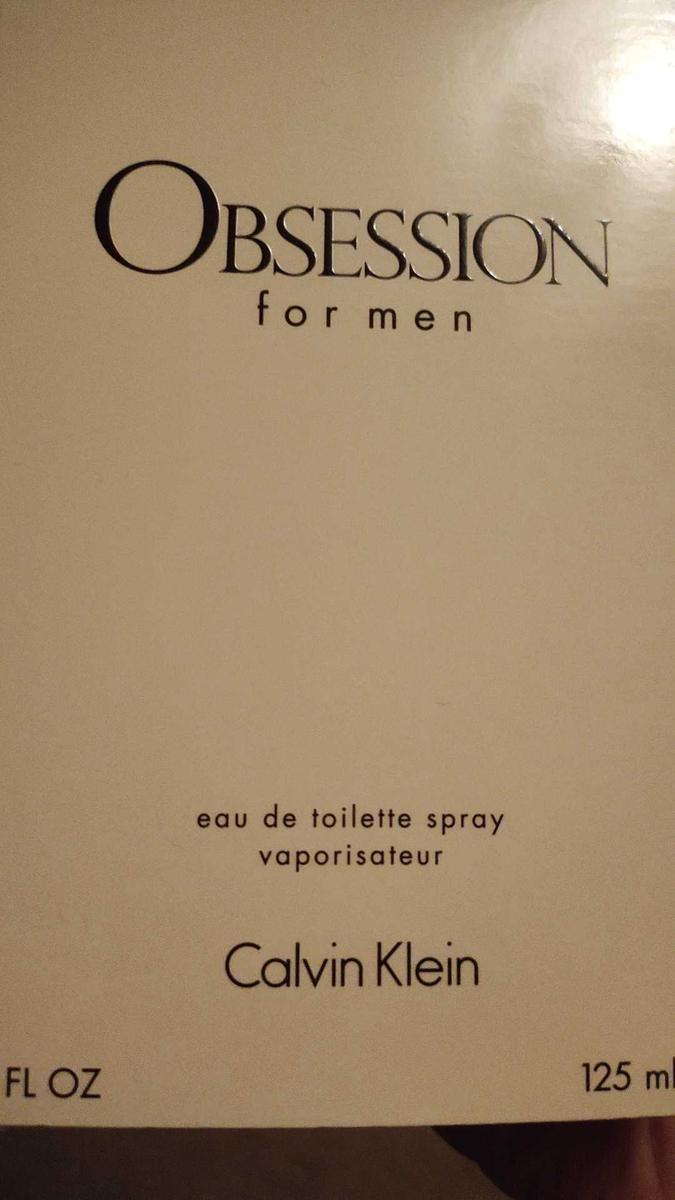 OBSESSION
for men
eau de toilette spray
vaporisateur
Calvin Klein
FL OZ
125 ml